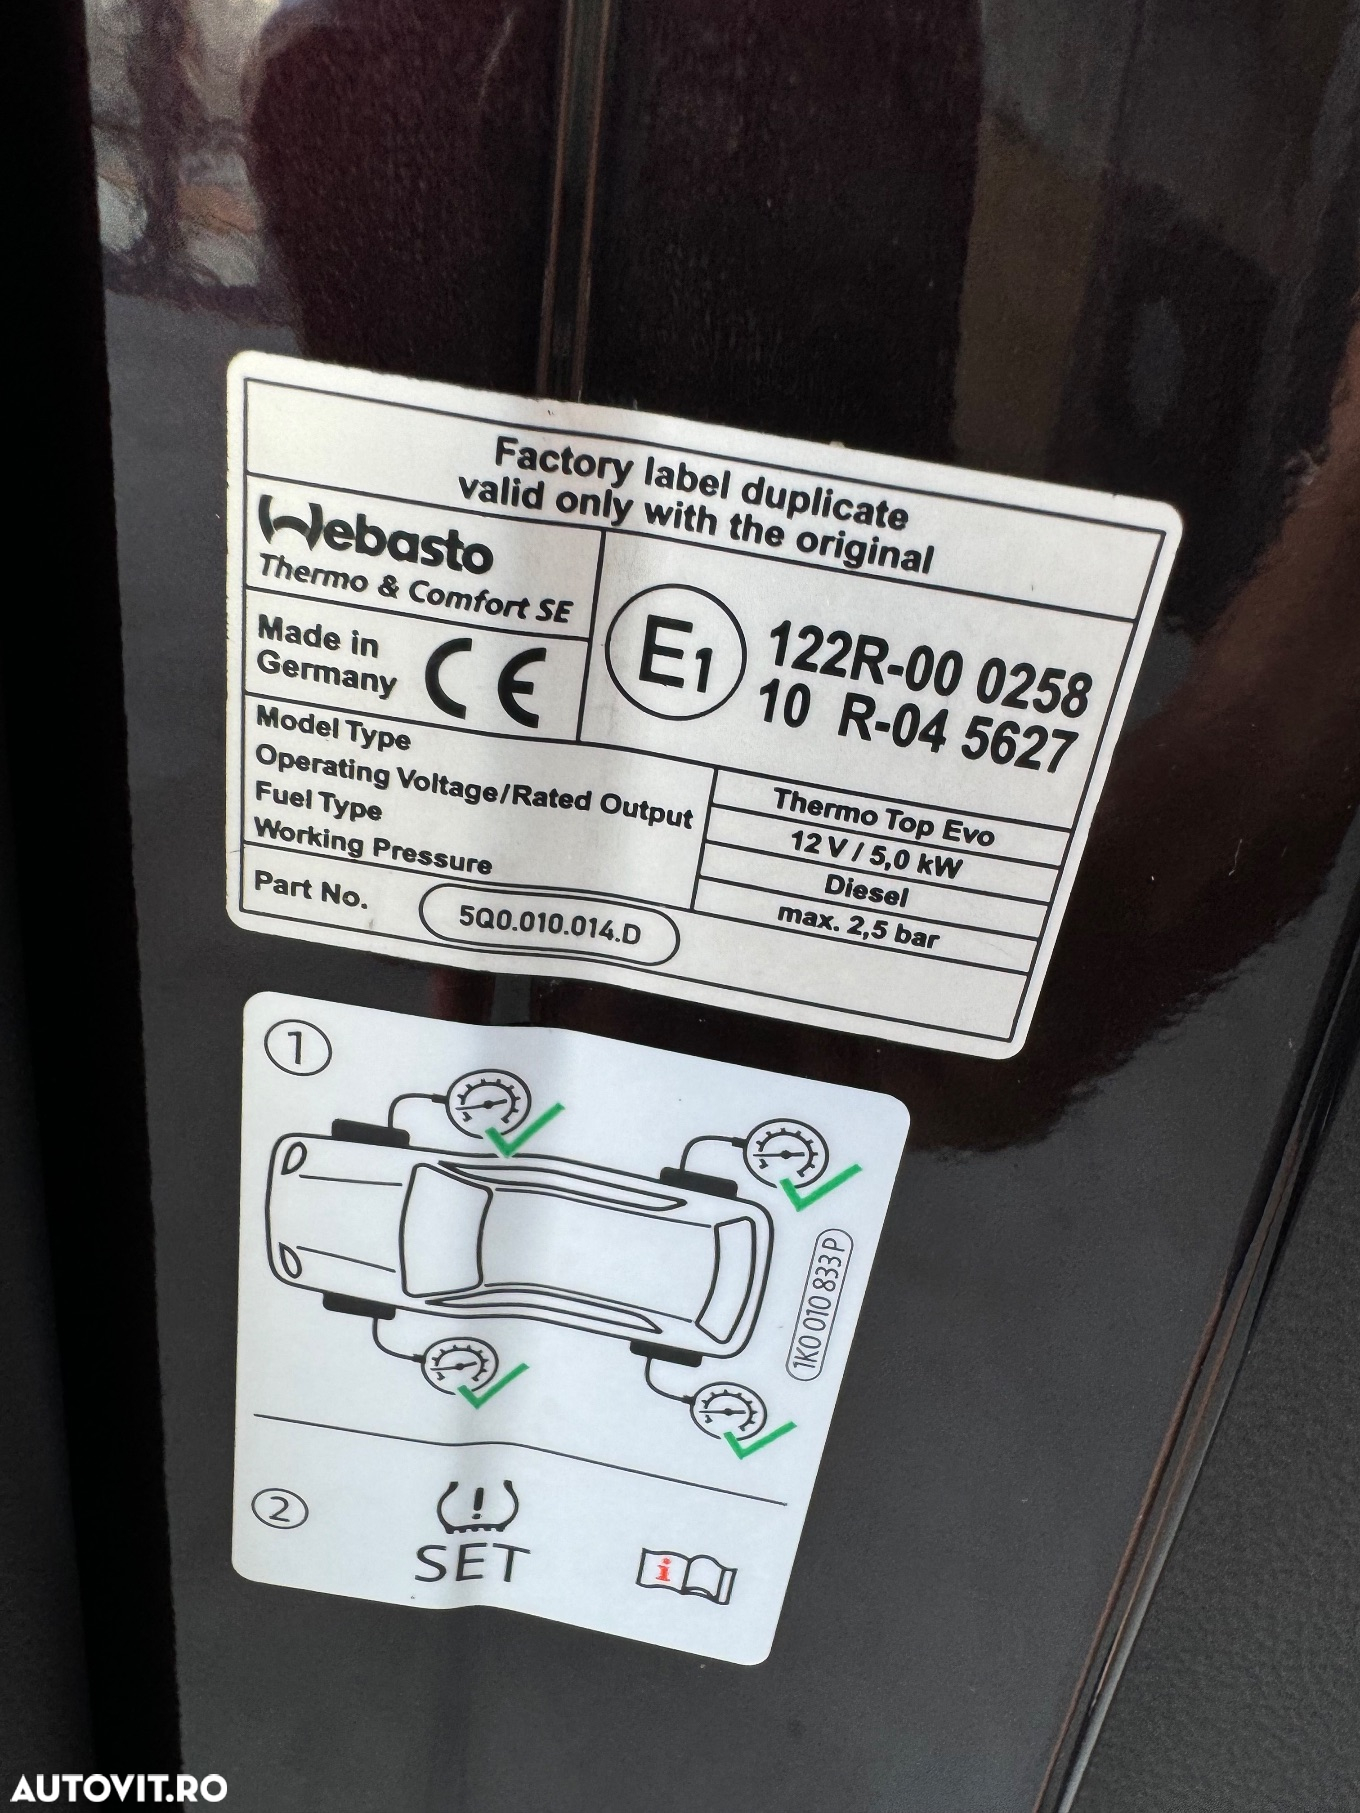 Factory label duplicate
valid only with the original
Webasto
Thermo & Comfort SE
Made in
Germany
CE
E1
122R-00 0258
10 R-04 5627
Model Type
Thermo Top Evo
Operating Voltage/Rated Output
12 V / 5,0 kW
Fuel Type
Diesel
Working Pressure
max. 2,5 bar
Part No.
5Q0.010.014.D
1
1K0 010 833 P
2
!
SET
i
AUTOVIT.RO